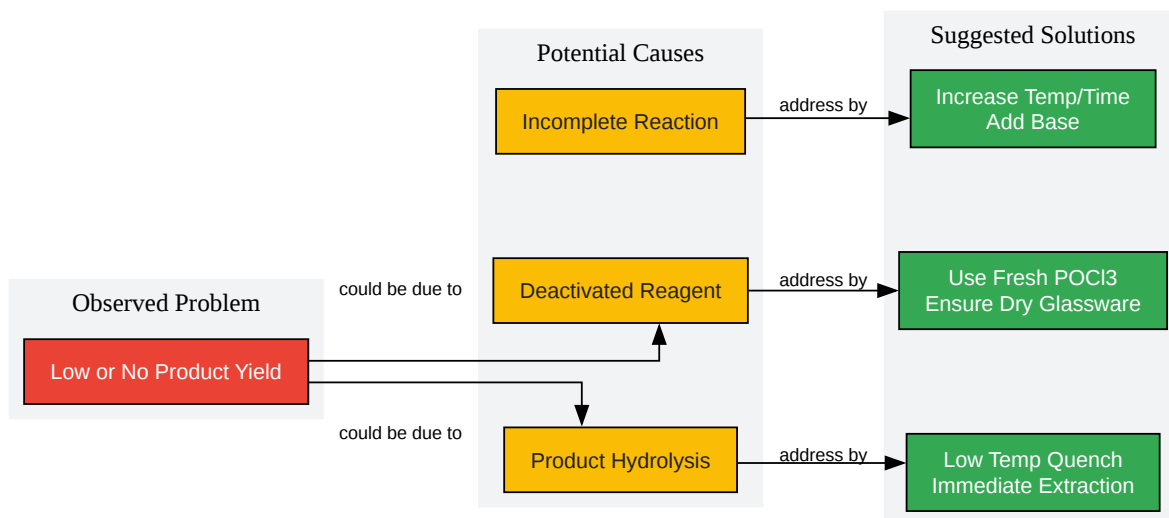 Observed Problem
Low or No Product Yield
could be due to
could be due to
Potential Causes
Incomplete Reaction
Deactivated Reagent
Product Hydrolysis
address by
address by
address by
Suggested Solutions
Increase Temp/Time
Add Base
Use Fresh POCl3
Ensure Dry Glassware
Low Temp Quench
Immediate Extraction